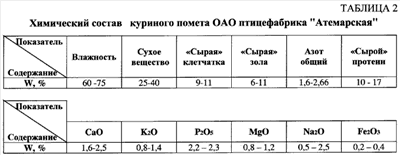 ТАБЛИЦА 2
Химический состав куриного помета ОАО птицефабрика "Атемарская"
Показатель
Содержание
Влажность
Сухое вещество
«Сырая» клетчатка
«Сырая» зола
Азот общий
«Сырой» протеин
W, % 60 -75 25-40 9-11 6-11 1,6-2,66 10 - 17
Показатель
Содержание
CaO K2O P2O5 MgO Na2O Fe2O3
W, % 1,6-2,5 0,8-1,4 2,2 – 2,3 0,8 – 1,2 0,5 – 2,5 0,2 – 0,4